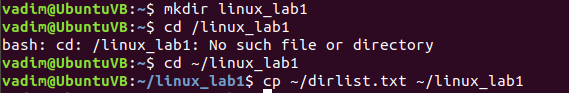 vadim@UbuntuVB:~$ mkdir linux_lab1
vadim@UbuntuVB:~$ cd /linux_lab1
bash: cd: /linux_lab1: No such file or directory
vadim@UbuntuVB:~$ cd ~/linux_lab1
vadim@UbuntuVB:~/linux_lab1$ cp ~/dirlist.txt ~/linux_lab1